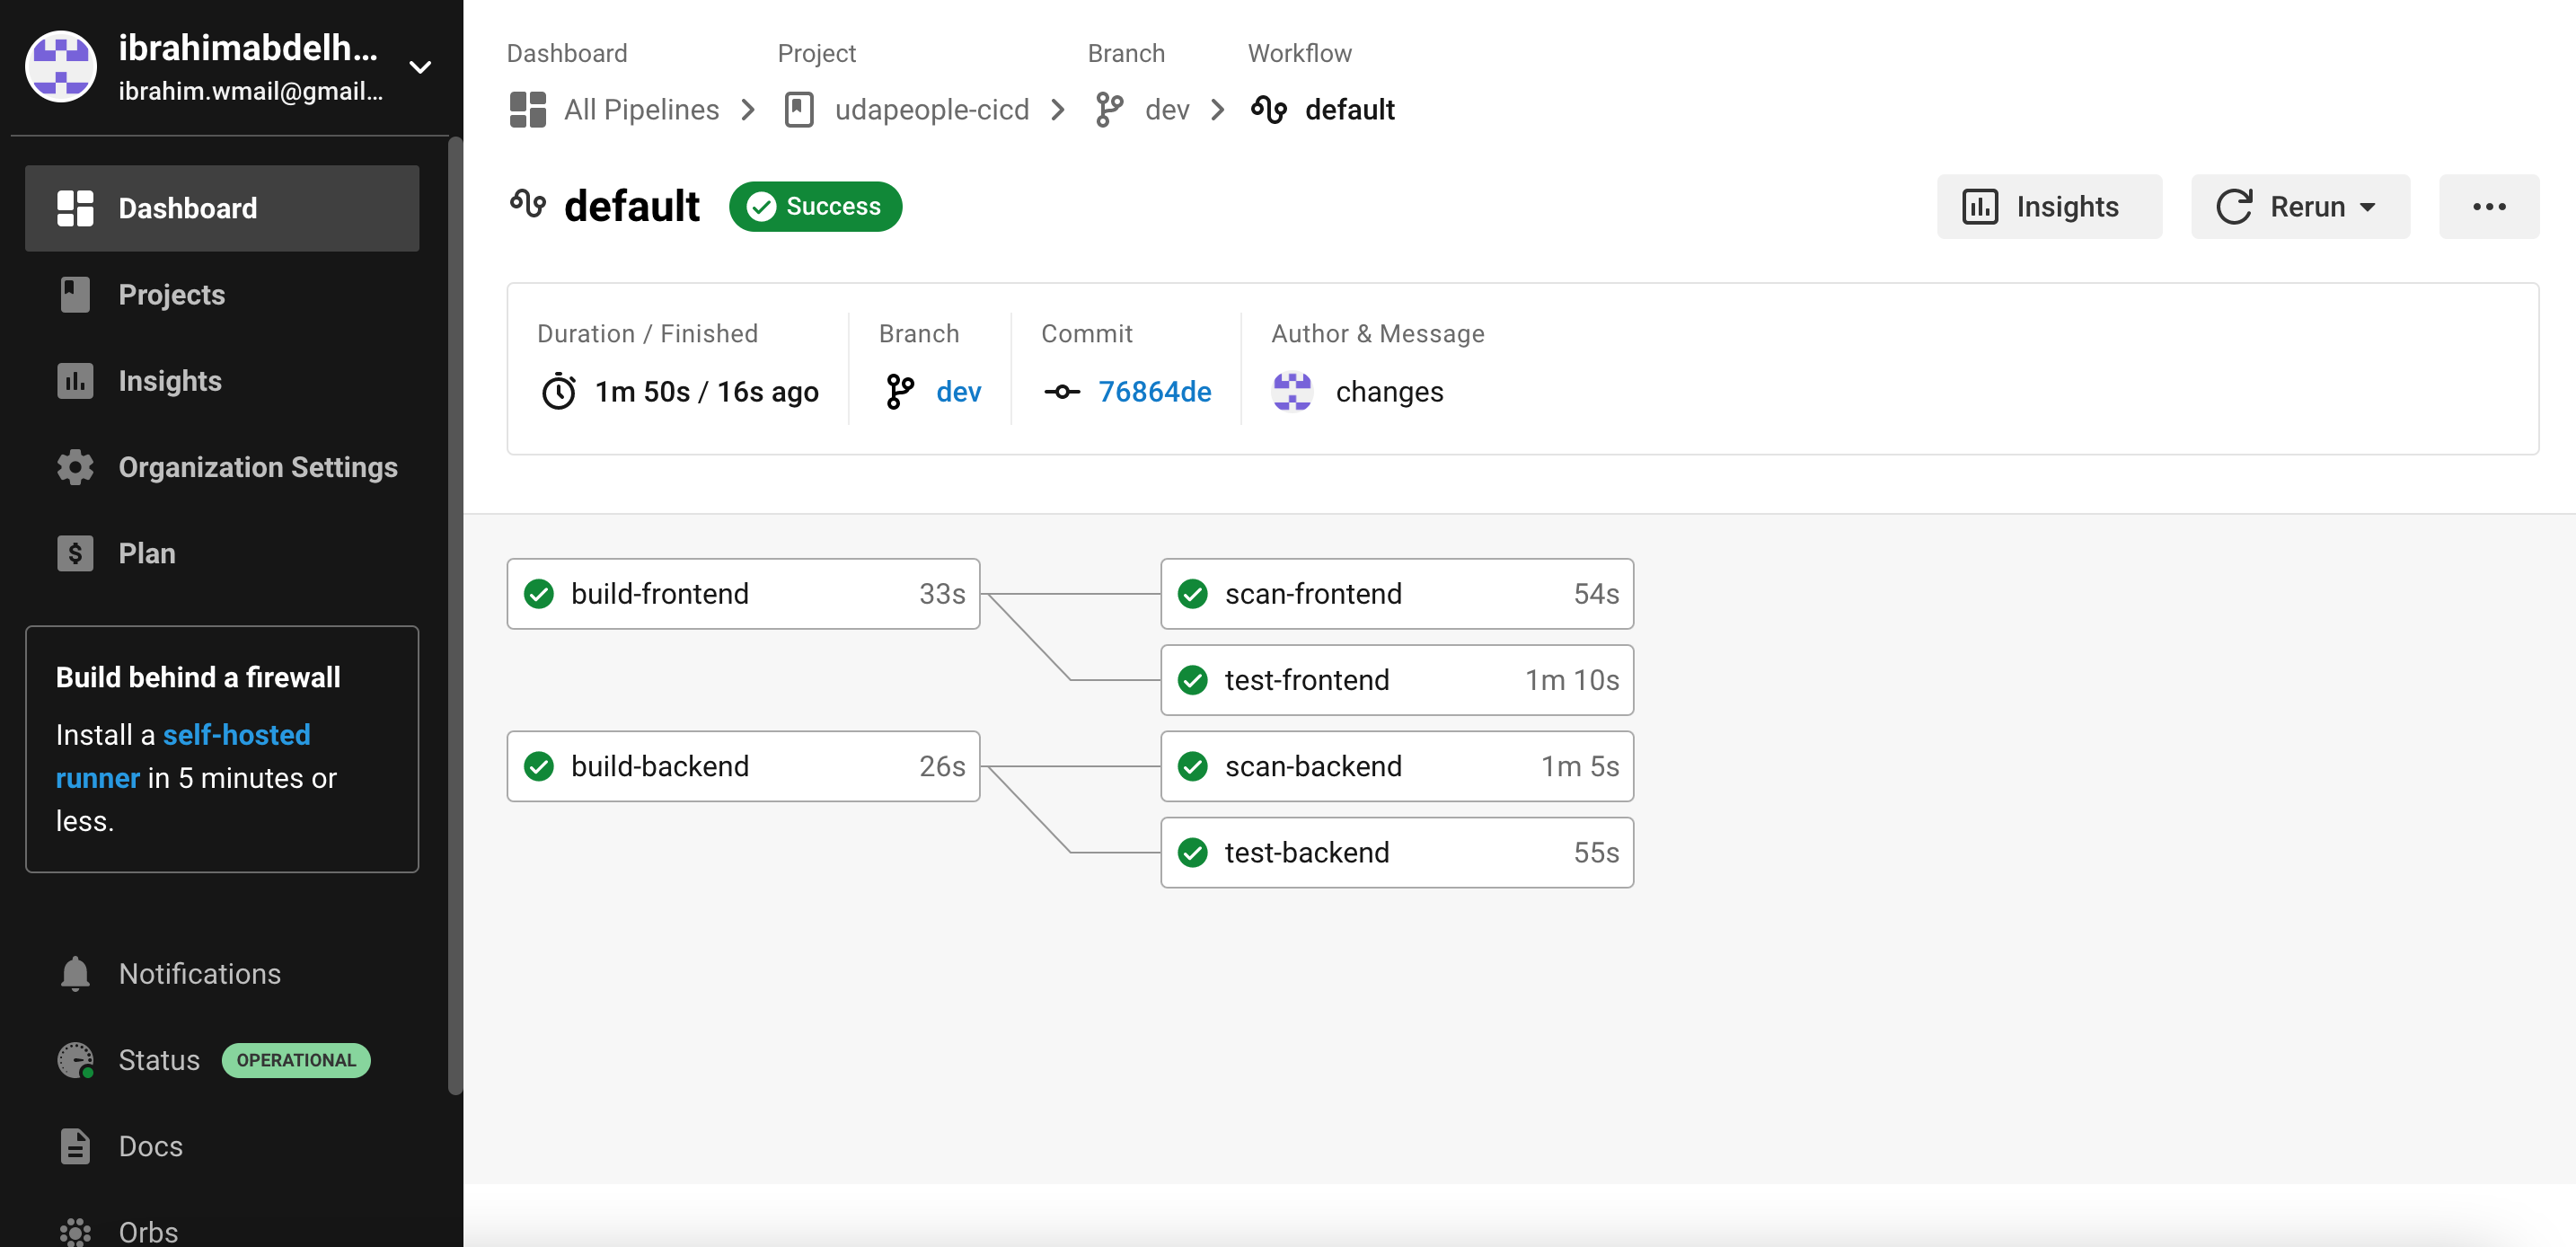 ibrahimabdelh...
ibrahim.wmail@gmail...
Dashboard
Projects
Insights
Organization Settings
Plan
Build behind a firewall
Install a self-hosted
runner in 5 minutes or
less.
Notifications
Status OPERATIONAL
Docs
Orbs
Dashboard Project Branch Workflow
All Pipelines udapeople-cicd dev default
default Success
Insights Rerun
Duration / Finished Branch Commit Author & Message
1m 50s / 16s ago dev 76864de changes
build-frontend 33s scan-frontend 54s
test-frontend 1m 10s
build-backend 26s scan-backend 1m 5s
test-backend 55s